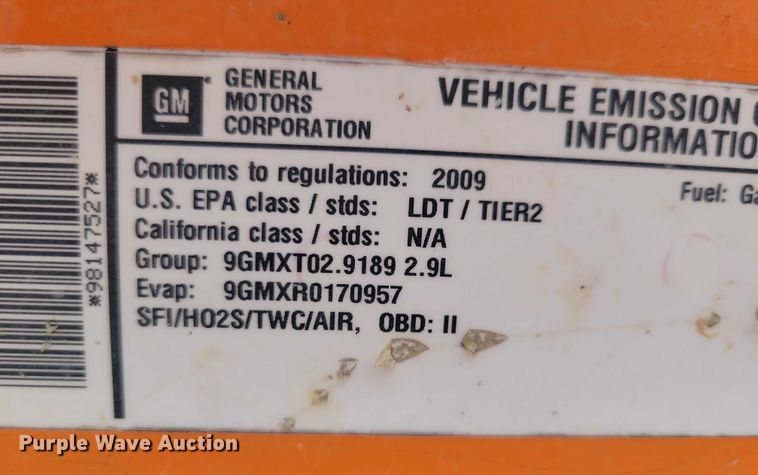 *98147527*
GM
GENERAL
MOTORS
CORPORATION
VEHICLE EMISSION
INFORMATIO
Conforms to regulations: 2009
Fuel: Ga
U.S. EPA class / stds: LDT / TIER2
California class / stds: N/A
Group: 9GMXT02.9189 2.9L
Evap: 9GMXR0170957
SFI/HO2S/TWC/AIR, OBD: II
Purple Wave Auction